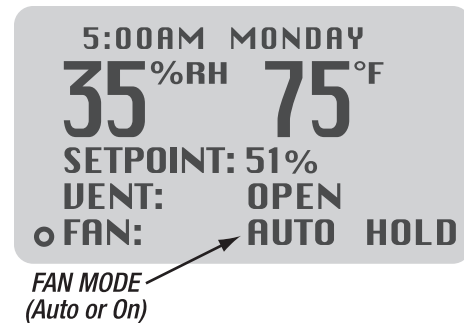 5:00AM MONDAY
35%RH 75°F
SETPOINT: 51%
VENT: OPEN
FAN: AUTO HOLD
FAN MODE
(Auto or On)